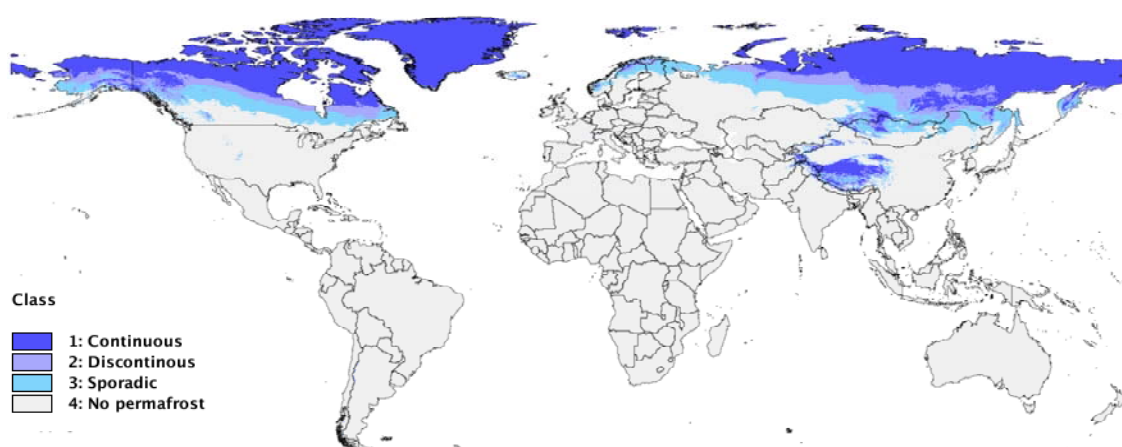 Class
1: Continuous
2: Discontinous
3: Sporadic
4: No permafrost